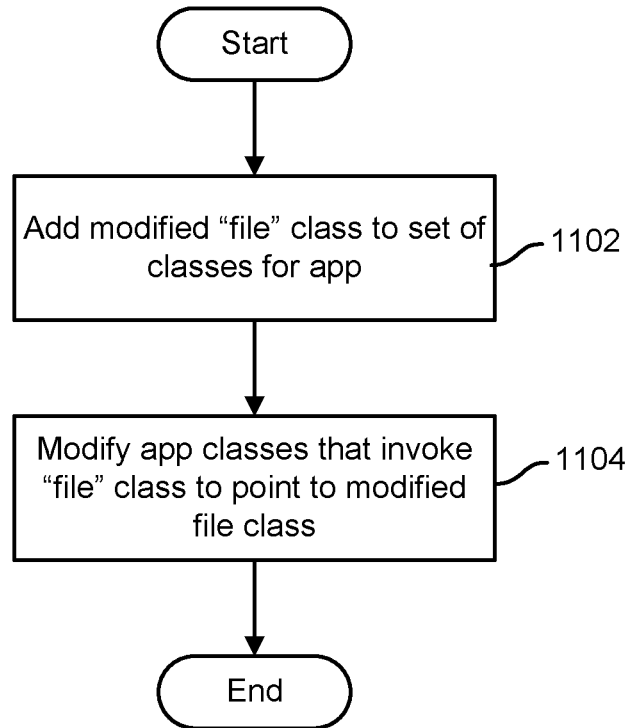 Start
Add modified “file” class to set of
classes for app
1102
Modify app classes that invoke
“file” class to point to modified
file class
1104
End